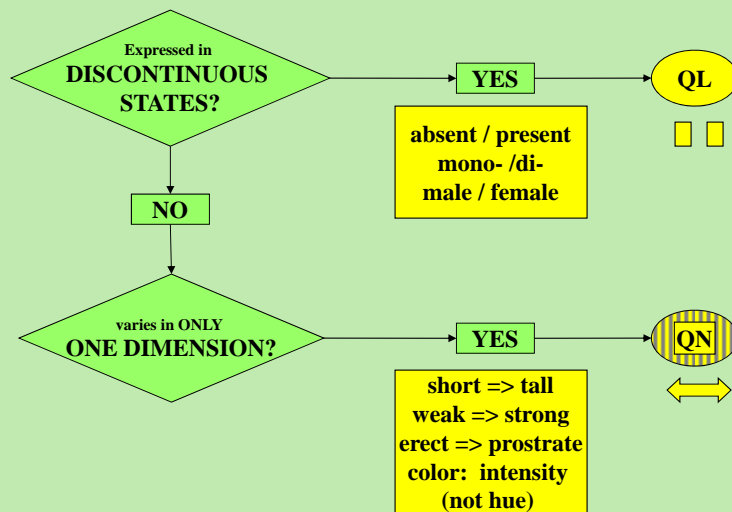 Expressed in
DISCONTINUOUS
STATES?
YES
QL
absent / present
mono- /di-
male / female
NO
varies in ONLY
ONE DIMENSION?
YES
QN
short => tall
weak => strong
erect => prostrate
color:  intensity
(not hue)